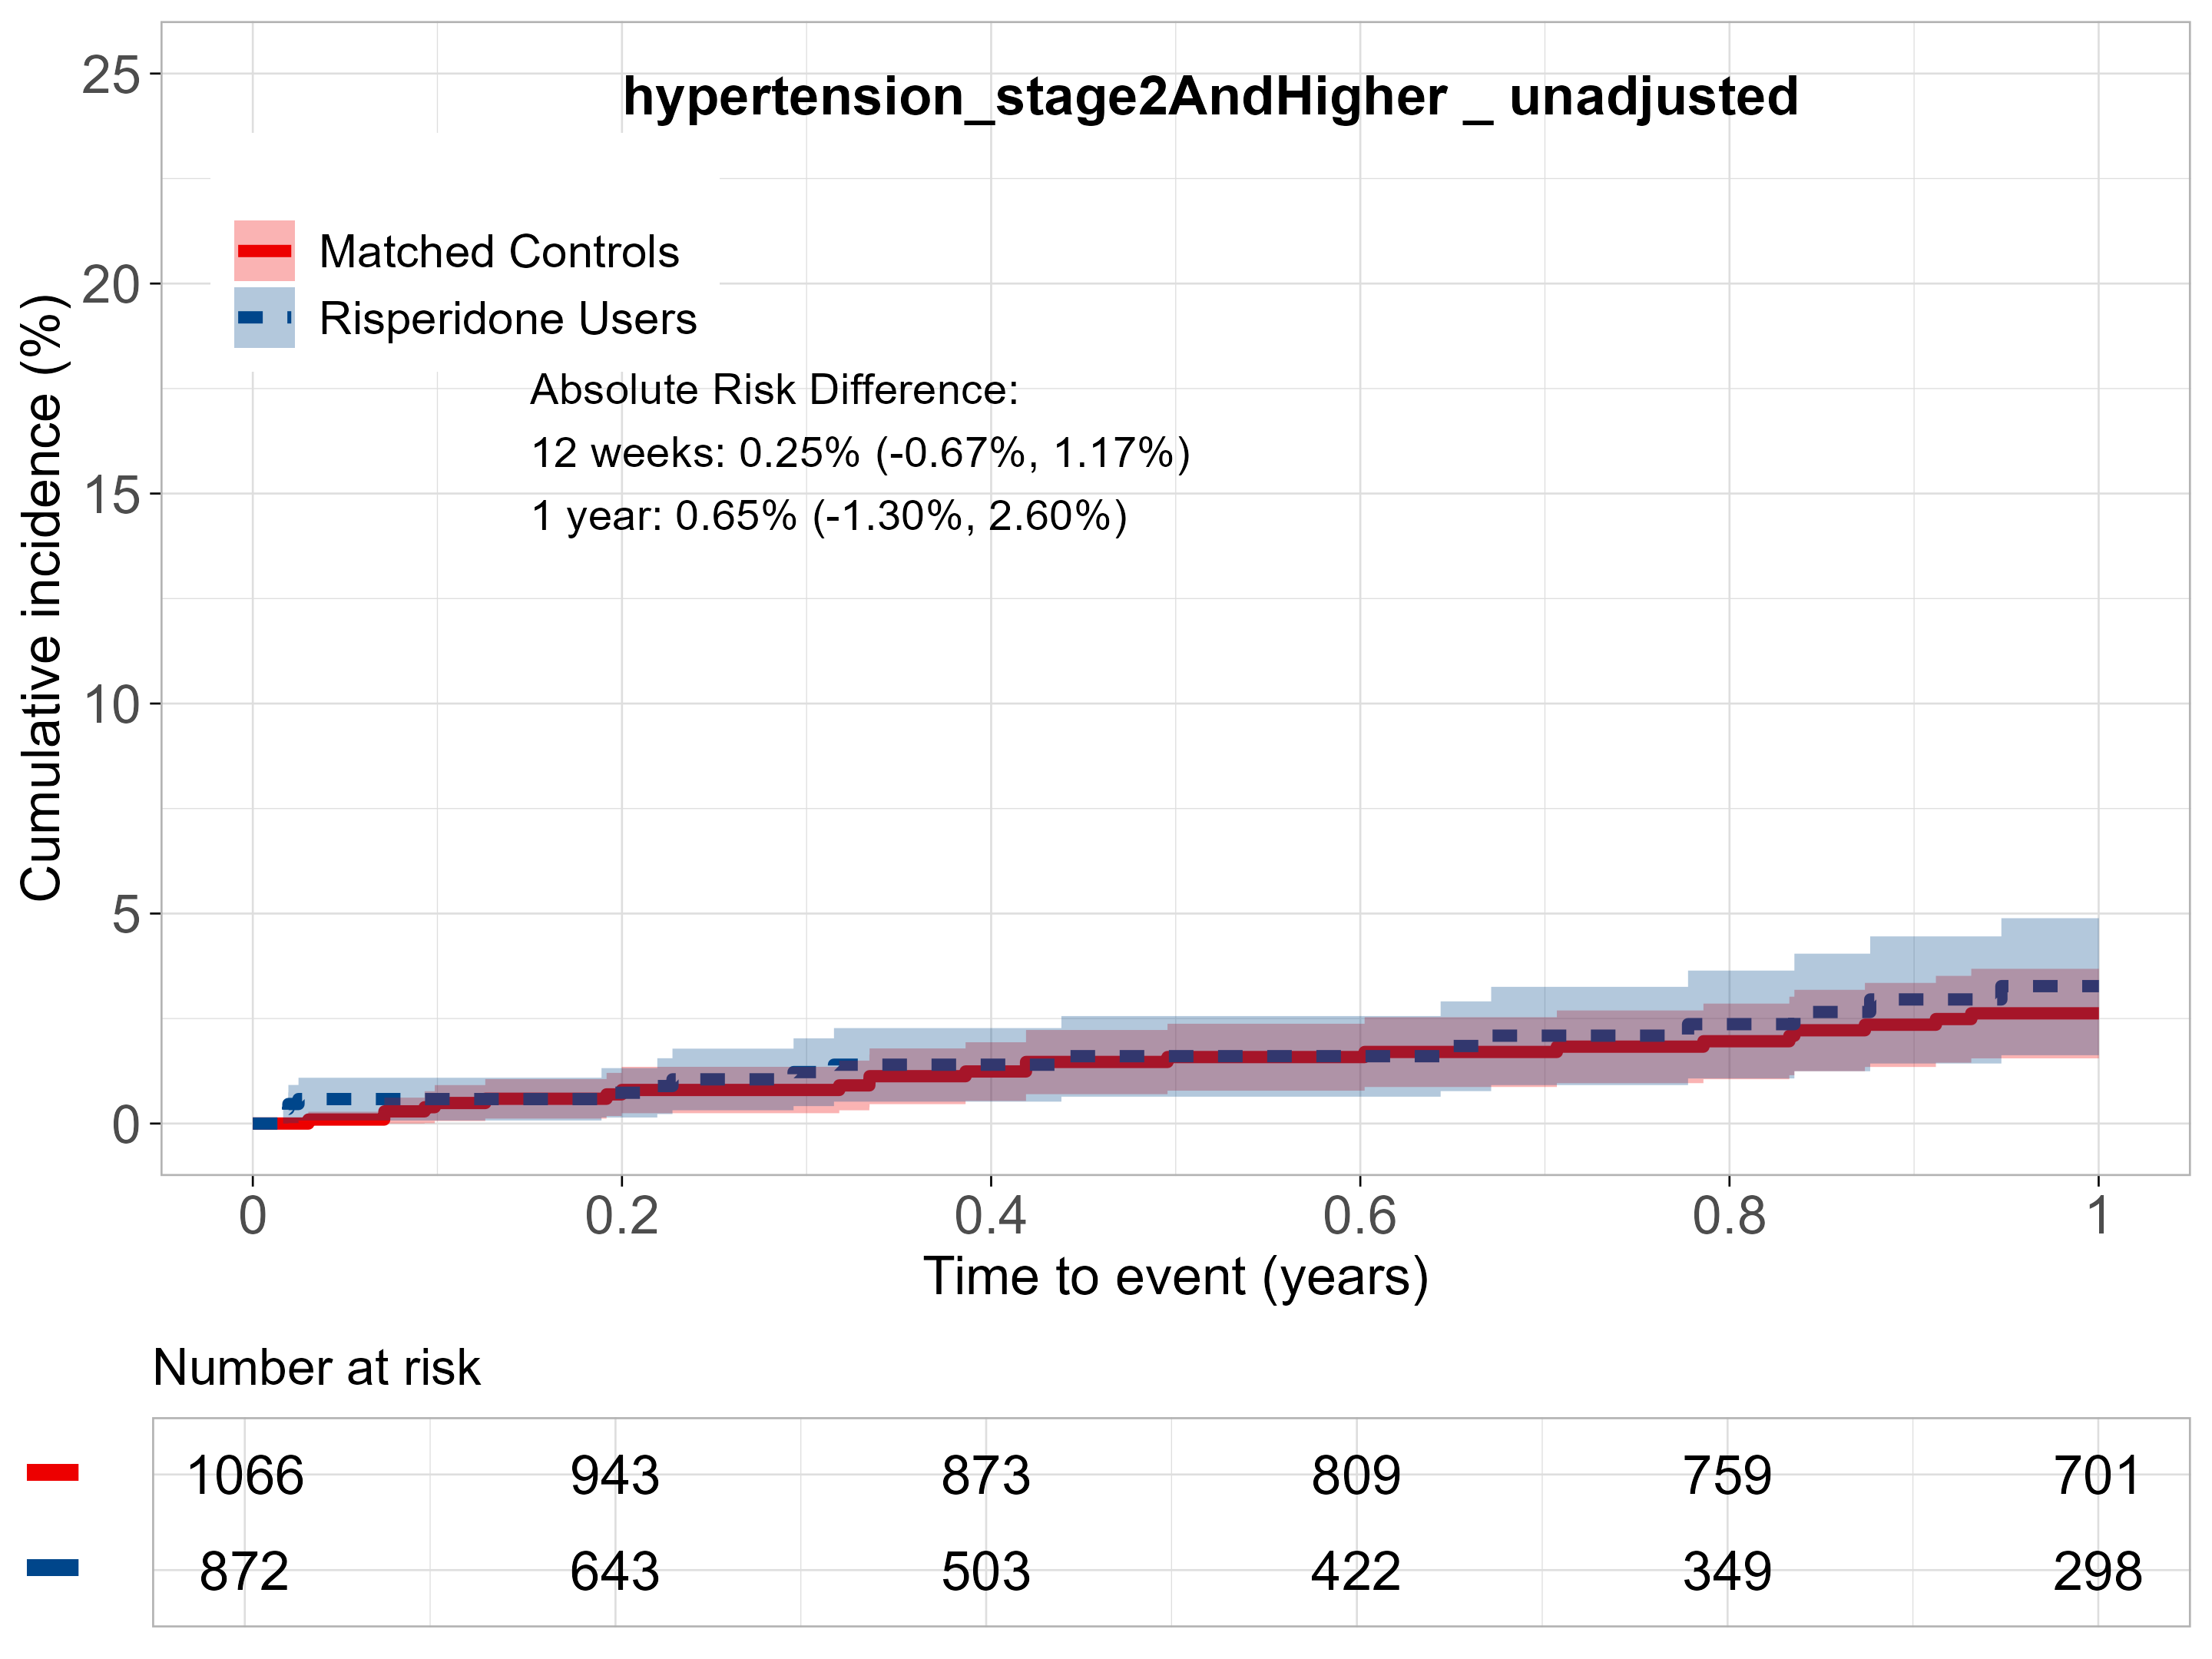 hypertension_stage2AndHigher _ unadjusted
Matched Controls
Risperidone Users
Absolute Risk Difference:
12 weeks: 0.25% (-0.67%, 1.17%)
1 year: 0.65% (-1.30%, 2.60%)
Cumulative incidence (%)
25
20
15
10
5
0
0 0.2 0.4 0.6 0.8 1
Time to event (years)
Number at risk
1066 943 873 809 759 701
872 643 503 422 349 298